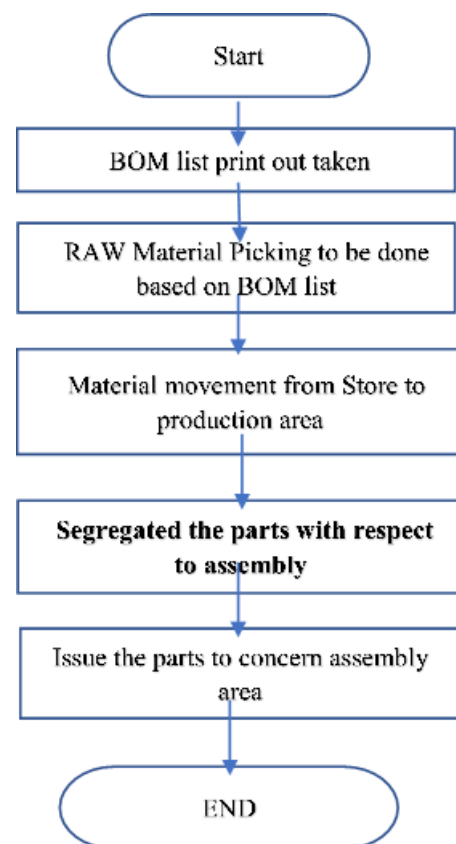 Start
BOM list print out taken
RAW Material Picking to be done
based on BOM list
Material movement from Store to
production area
Segregated the parts with respect
to assembly
Issue the parts to concern assembly
area
END